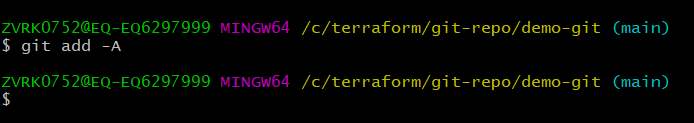 ZVRK0752@EQ-EQ6297999 MINGW64 /c/terraform/git-repo/demo-git (main)
$ git add -A
ZVRK0752@EQ-EQ6297999 MINGW64 /c/terraform/git-repo/demo-git (main)
$